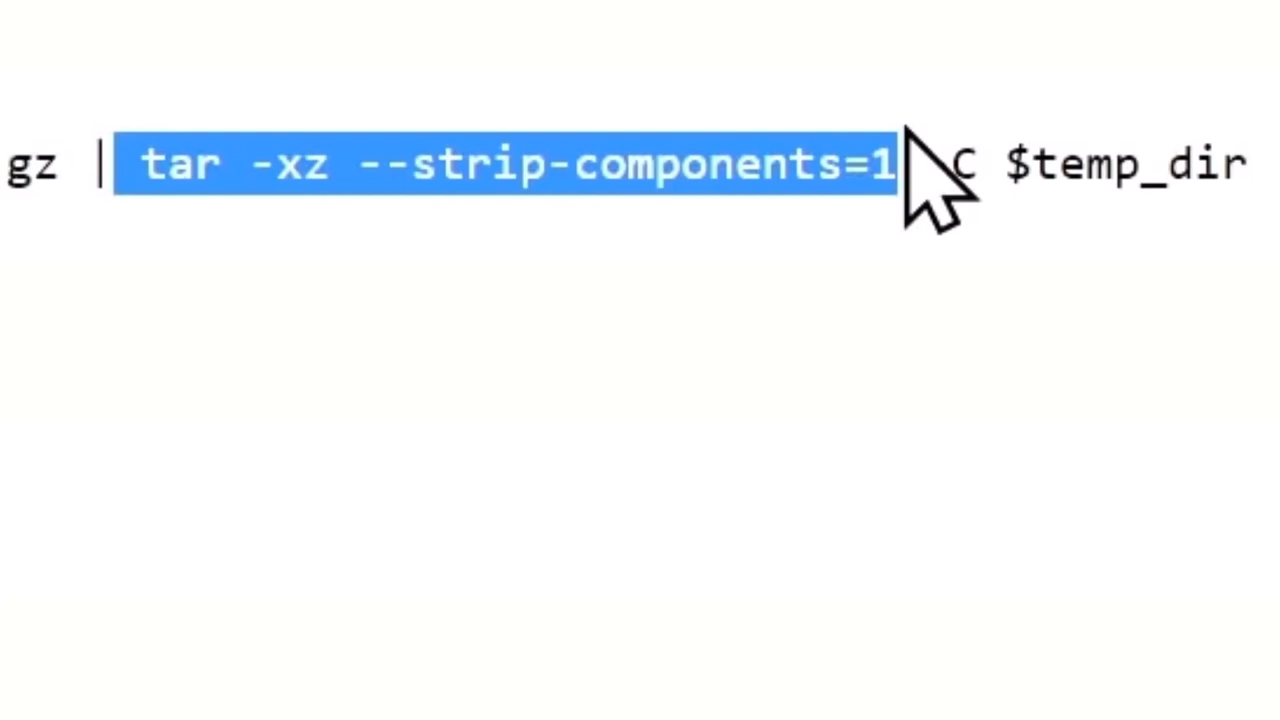 gz | tar -xz --strip-components=1 C $temp_dir